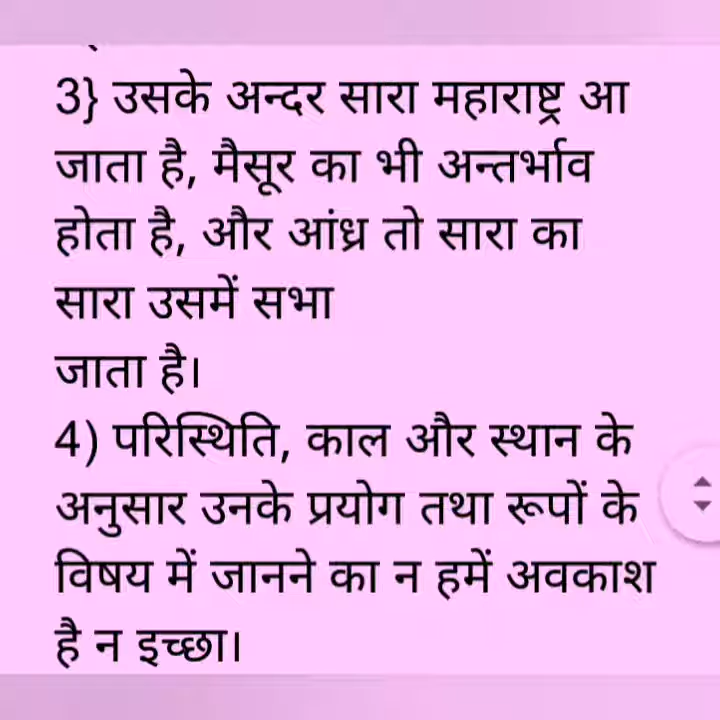 3} उसके अन्दर सारा महाराष्ट्र आ
जाता है, मैसूर का भी अन्तर्भाव
होता है, और आंध्र तो सारा का
सारा उसमें सभा
जाता है।
4) परिस्थिति, काल और स्थान के
अनुसार उनके प्रयोग तथा रूपों के
विषय में जानने का न हमें अवकाश
है न इच्छा।